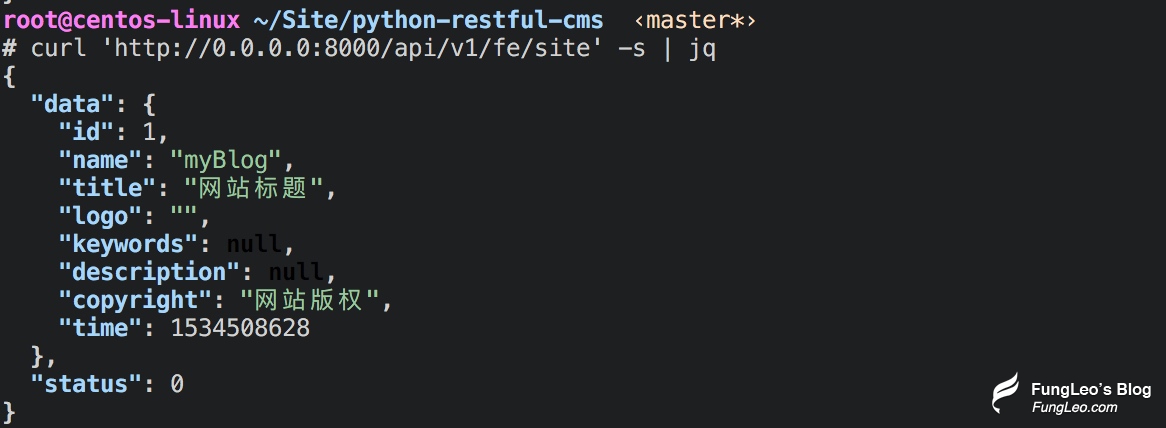 }
root@centos-linux ~/Site/python-restful-cms ‹master*›
# curl 'http://0.0.0.0:8000/api/v1/fe/site' -s | jq
{
  "data": {
    "id": 1,
    "name": "myBlog",
    "title": "网站标题",
    "logo": "",
    "keywords": null,
    "description": null,
    "copyright": "网站版权",
    "time": 1534508628
  },
  "status": 0
}
FungLeo's Blog
FungLeo.com